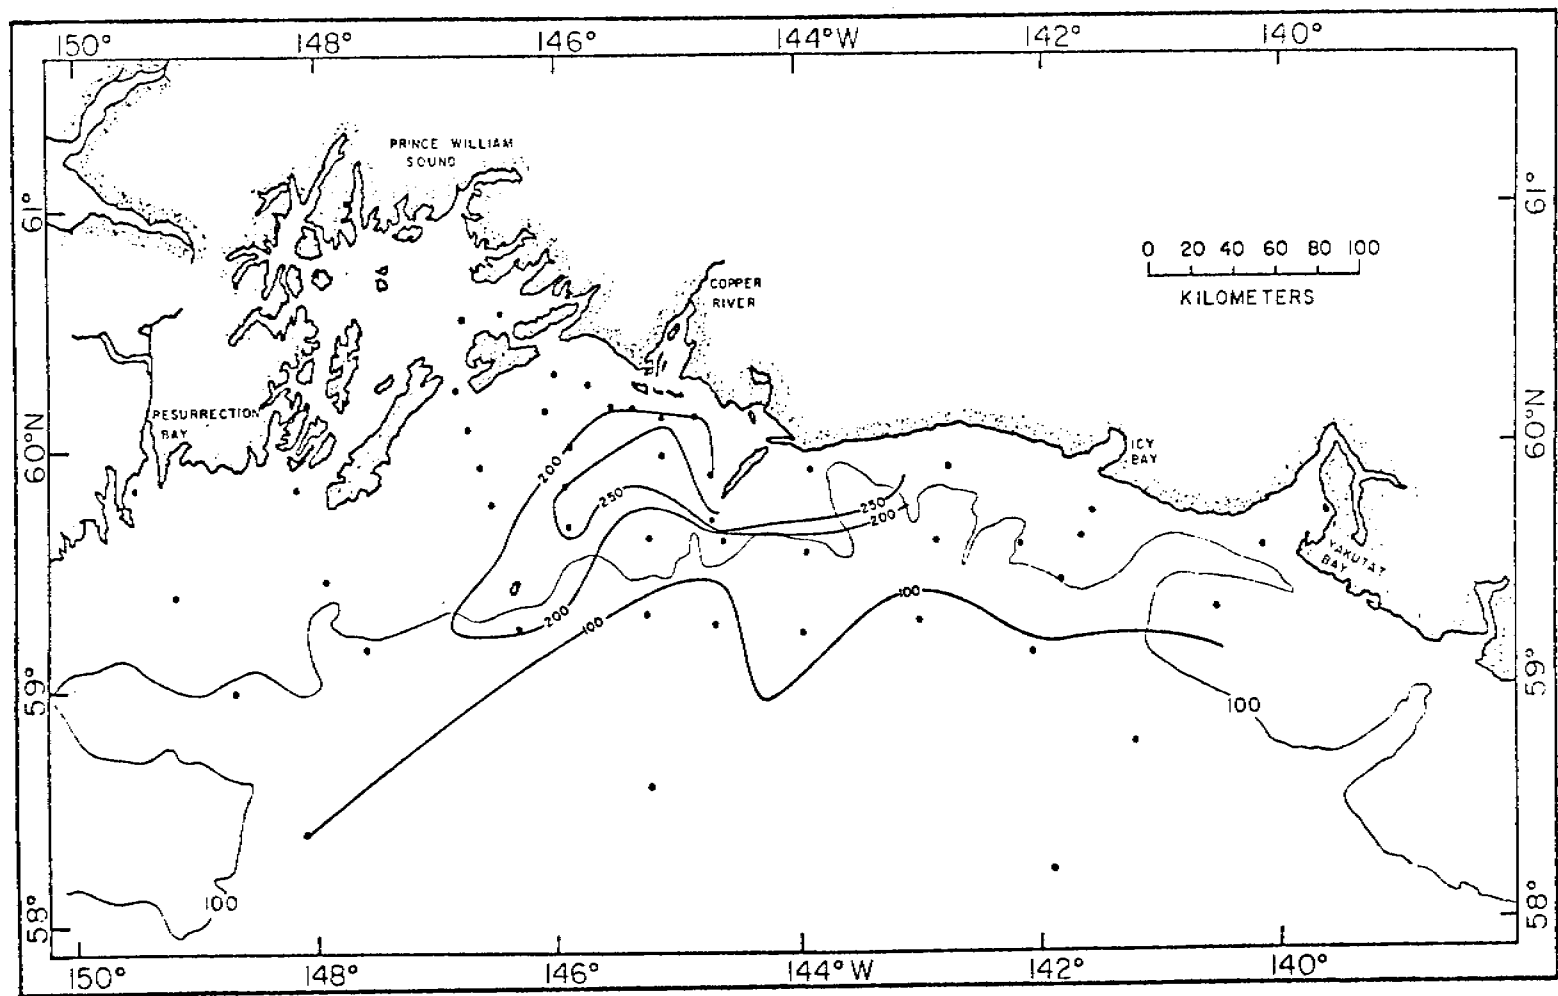 150° 148° 146° 144°W 142° 140°
PRINCE WILLIAM
SOUND
61° 61°
0 20 40 60 80 100
KILOMETERS
COPPER
RIVER
RESURRECTION
BAY
60°N 60°N
ICY
BAY
200
250
250
200
YAKUTAT
BAY
100
200
100
59° 59°
100
100
58° 58°
150° 148° 146° 144°W 142° 140°